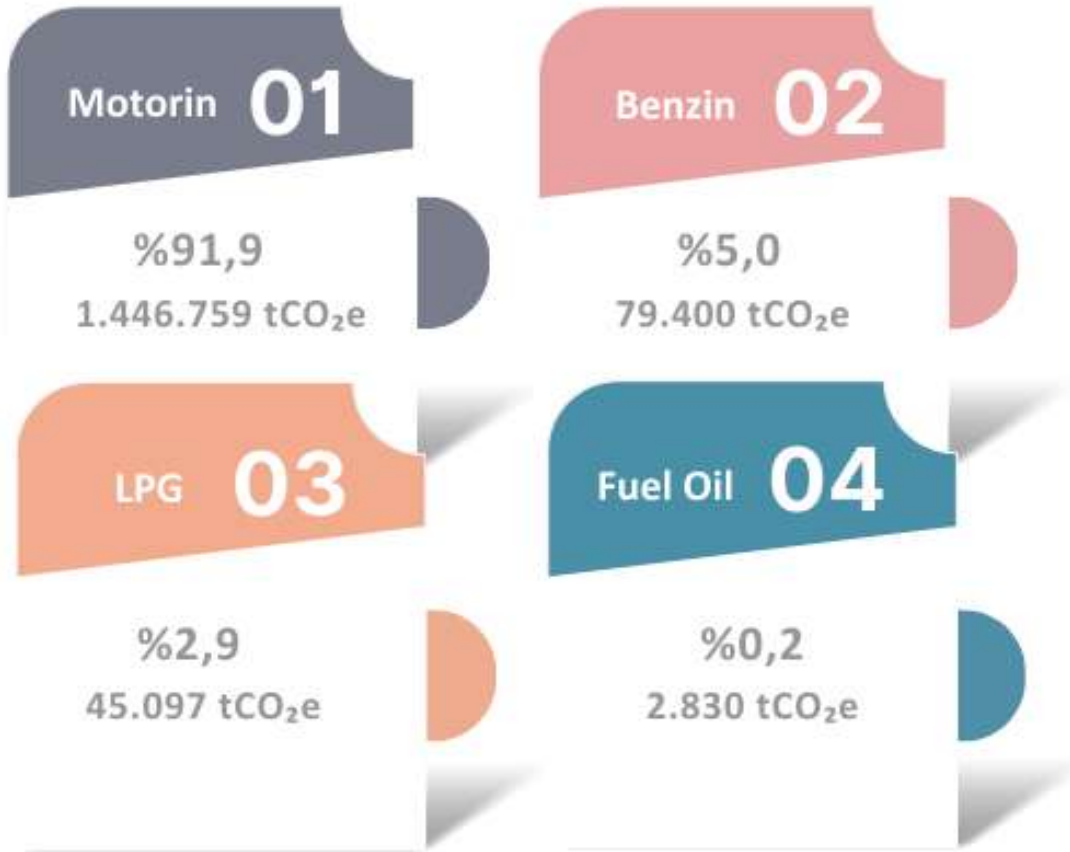 Motorin 01
%91,9
1.446.759 tCO₂e
Benzin 02
%5,0
79.400 tCO₂e
LPG 03
%2,9
45.097 tCO₂e
Fuel Oil 04
%0,2
2.830 tCO₂e